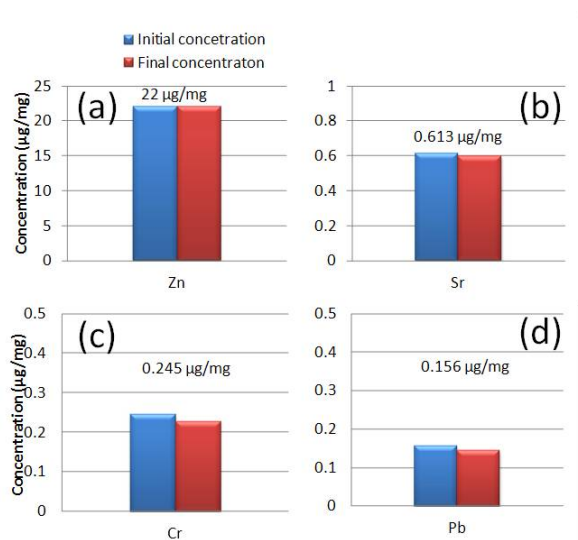 Initial concetration
Final concentraton
(a)
22 µg/mg
Concentration (µg/mg)
25
20
15
10
5
0
Zn
(b)
0.613 µg/mg
1
0.8
0.6
0.4
0.2
0
Sr
(c)
0.245 µg/mg
Concentration (µg/mg)
0.5
0.4
0.3
0.2
0.1
0
Cr
(d)
0.156 µg/mg
0.5
0.4
0.3
0.2
0.1
0
Pb